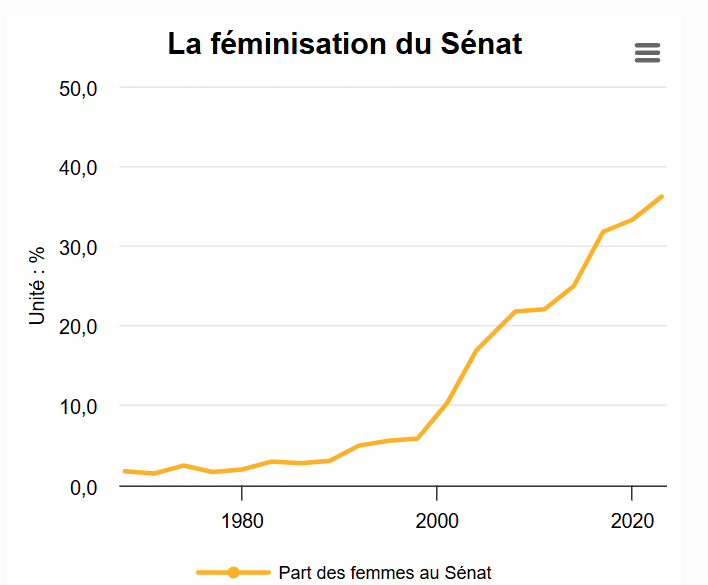 La féminisation du Sénat
50,0
40,0
30,0
20,0
10,0
0,0
Unité : %
1980 2000 2020
Part des femmes au Sénat